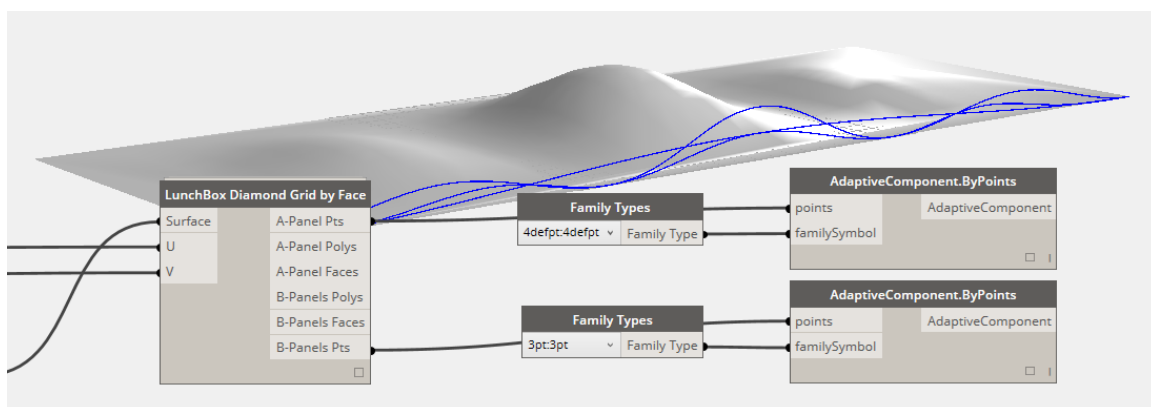 LunchBox Diamond Grid by Face
Surface
U
V
A-Panel Pts
A-Panel Polys
A-Panel Faces
B-Panels Polys
B-Panels Faces
B-Panels Pts
Family Types
4defpt:4defpt
Family Type
AdaptiveComponent.ByPoints
points
AdaptiveComponent
familySymbol
Family Types
3pt:3pt
Family Type
AdaptiveComponent.ByPoints
points
AdaptiveComponent
familySymbol